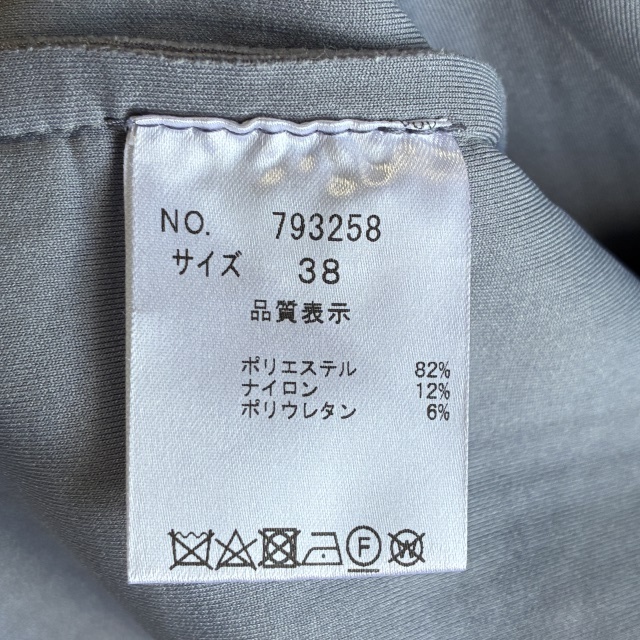 NO. 793258
サイズ 38
品質表示
ポリエステル 82%
ナイロン 12%
ポリウレタン 6%
F W